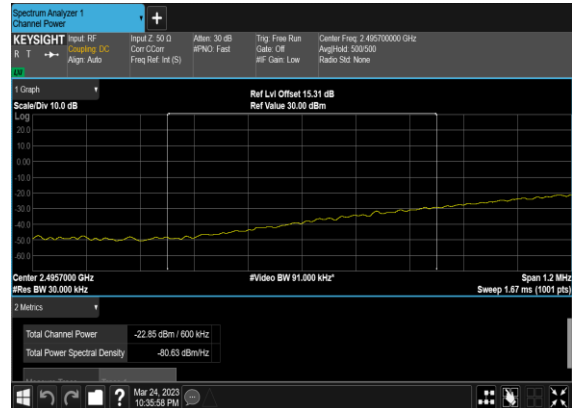 Spectrum Analyzer 1
Channel Power
KEYSIGHT
R T
LW
Input: RF
Coupling: DC
Align: Auto
Input Z: 50 Ω
Corr CCorr
Freq Ref: Int (S)
Atten: 30 dB
#PNO: Fast
Trig: Free Run
Gate: Off
#IF Gain: Low
Center Freq: 2.495700000 GHz
Avg|Hold: 500/500
Radio Std: None
1 Graph
Scale/Div 10.0 dB
Ref Lvl Offset 15.31 dB
Ref Value 30.00 dBm
Log
20.0
10.0
0.00
-10.0
-20.0
-30.0
-40.0
-50.0
-60.0
Center 2.4957000 GHz
#Res BW 30.000 kHz
#Video BW 91.000 kHz*
Span 1.2 MHz
Sweep 1.67 ms (1001 pts)
2 Metrics
Total Channel Power -22.85 dBm / 600 kHz
Total Power Spectral Density -80.63 dBm/Hz
?
Mar 24, 2023
10:35:58 PM